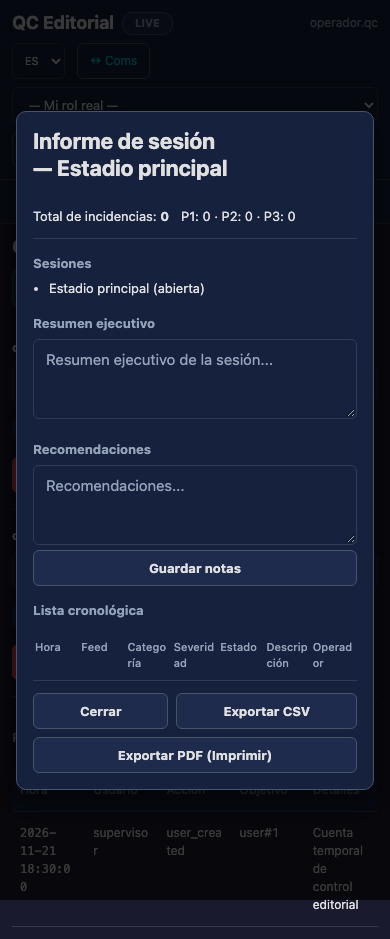 QC Editorial LIVE operador.qc
ES ↔ Coms
— Mi rol real —
Informe de sesión
— Estadio principal
Total de incidencias: 0 P1: 0 · P2: 0 · P3: 0
Sesiones
• Estadio principal (abierta)
Resumen ejecutivo
Resumen ejecutivo de la sesión...
Recomendaciones
Recomendaciones...
Guardar notas
Lista cronológica
Hora Feed Catego Severid Estado Descrip Operad
ría ad ción or
Cerrar Exportar CSV
Exportar PDF (Imprimir)
Hora Usuario Acción Objetivo Detalles
2026- superviso user_crea user#1 Cuenta
11-21 r ted temporal
18:30:0 de
0 control
editorial